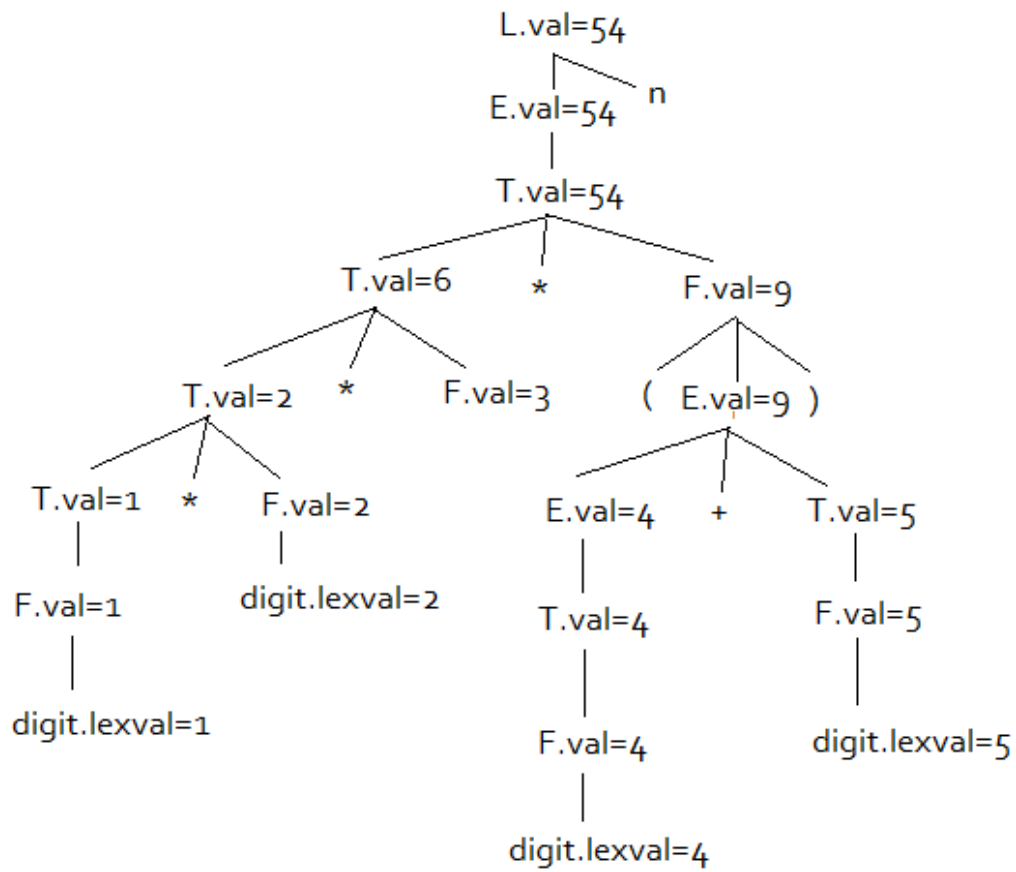 L.val=54
n
E.val=54
T.val=54
T.val=6 * F.val=9
T.val=2 * F.val=3 ( E.val=9 )
T.val=1 * F.val=2 E.val=4 + T.val=5
F.val=1 digit.lexval=2 T.val=4 F.val=5
digit.lexval=1 F.val=4 digit.lexval=5
digit.lexval=4